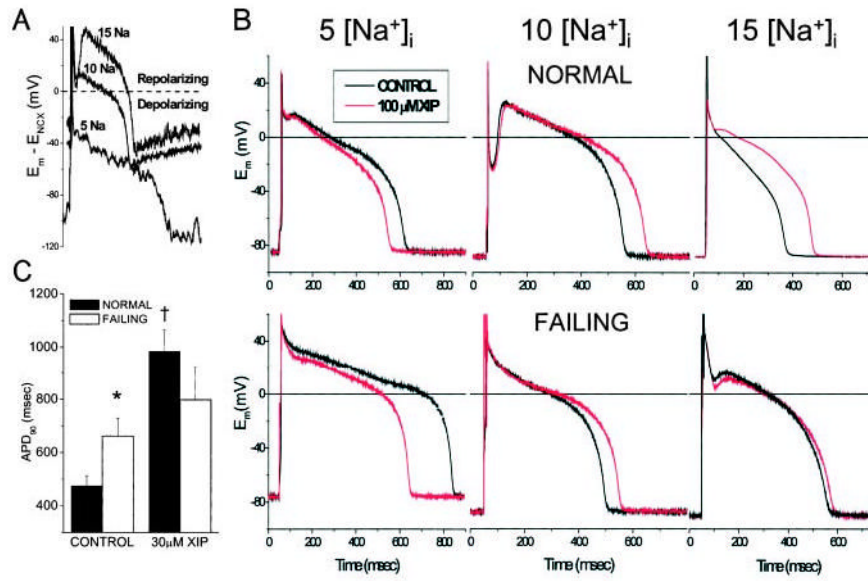 A
15 Na
10 Na
5 Na
Repolarizing
Depolarizing
Em - ENCX (mV)
40
0
-40
-80
-120
B
5 [Na+]i
10 [Na+]i
15 [Na+]i
CONTROL
100 μM XIP
NORMAL
Em (mV)
40
0
-40
-80
0 200 400 600 800
0 200 400 600
0 200 400 600
FAILING
Em(mV)
40
0
-40
-80
0 200 400 600 800
0 200 400 600
0 200 400 600
Time (msec)
Time (msec)
Time (msec)
C
NORMAL
FAILING
APD90 (msec)
1200
1000
800
600
400
*
†
CONTROL
30μM XIP